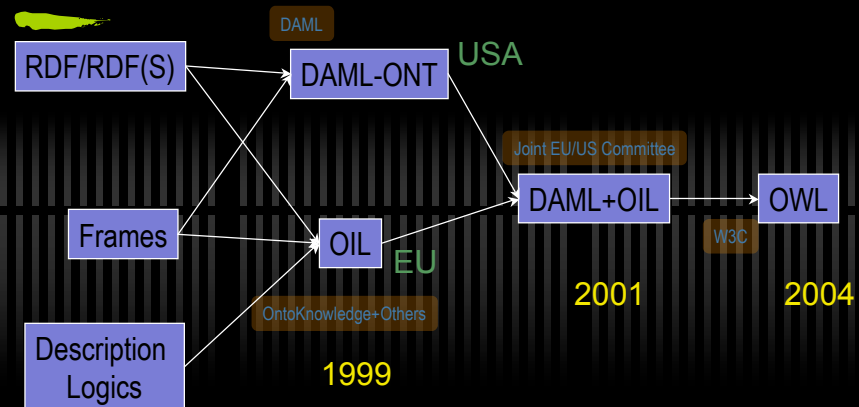 DAML
RDF/RDF(S)
DAML-ONT
USA
Joint EU/US Committee
DAML+OIL
OWL
Frames
OIL
EU
W3C
2001
2004
OntoKnowledge+Others
Description
Logics
1999